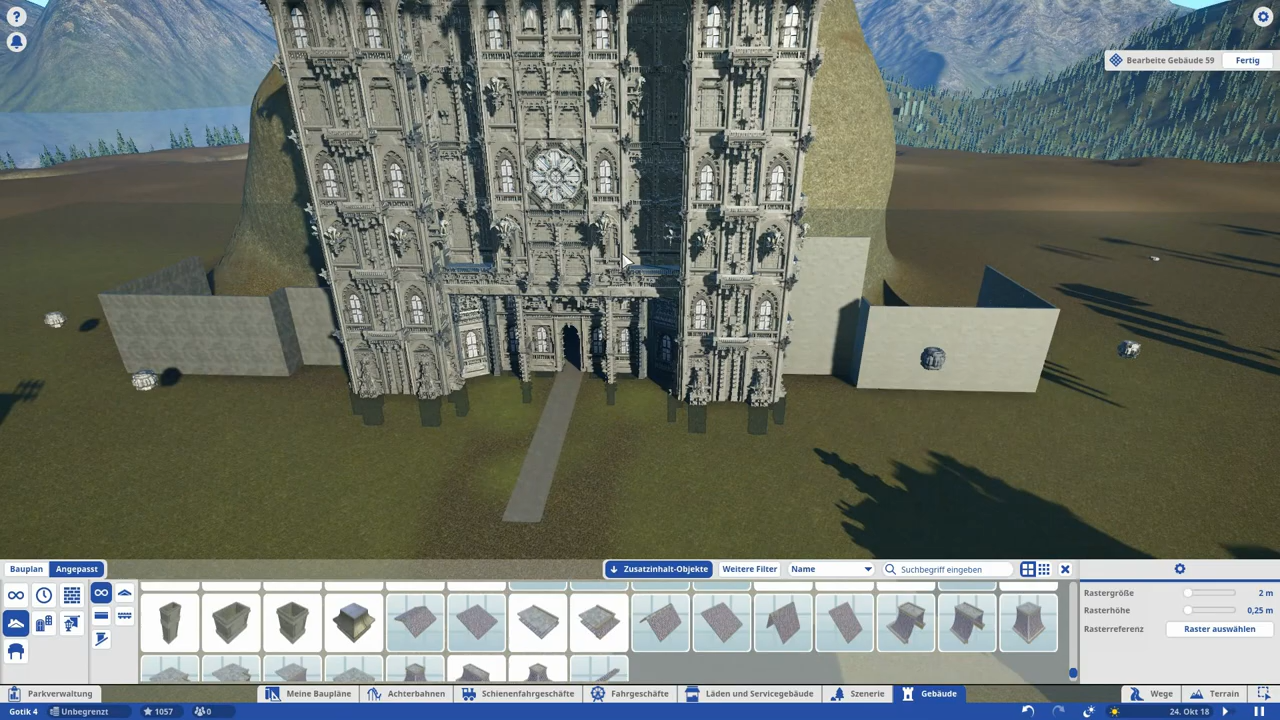 ?
Bearbeite Gebäude 59
Fertig
Bauplan
Angepasst
Zusatzinhalt-Objekte
Weitere Filter
Name
Suchbegriff eingeben
Rastergröße
2 m
Rasterhöhe
0,25 m
Rasterreferenz
Raster auswählen
Parkverwaltung
Meine Baupläne
Achterbahnen
Schienenfahrgeschäfte
Fahrgeschäfte
Läden und Servicegebäude
Szenerie
Gebäude
Wege
Terrain
Gotik 4
Unbegrenzt
1057
0
24. Okt 18